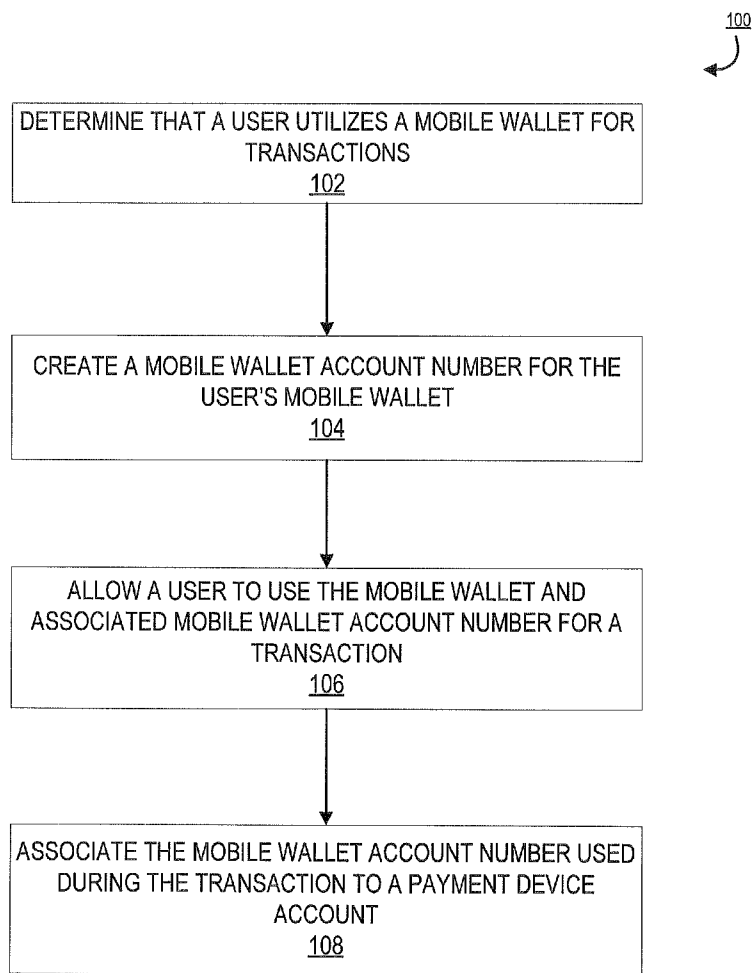 100
DETERMINE THAT A USER UTILIZES A MOBILE WALLET FOR
TRANSACTIONS
102
CREATE A MOBILE WALLET ACCOUNT NUMBER FOR THE
USER'S MOBILE WALLET
104
ALLOW A USER TO USE THE MOBILE WALLET AND
ASSOCIATED MOBILE WALLET ACCOUNT NUMBER FOR A
TRANSACTION
106
ASSOCIATE THE MOBILE WALLET ACCOUNT NUMBER USED
DURING THE TRANSACTION TO A PAYMENT DEVICE
ACCOUNT
108